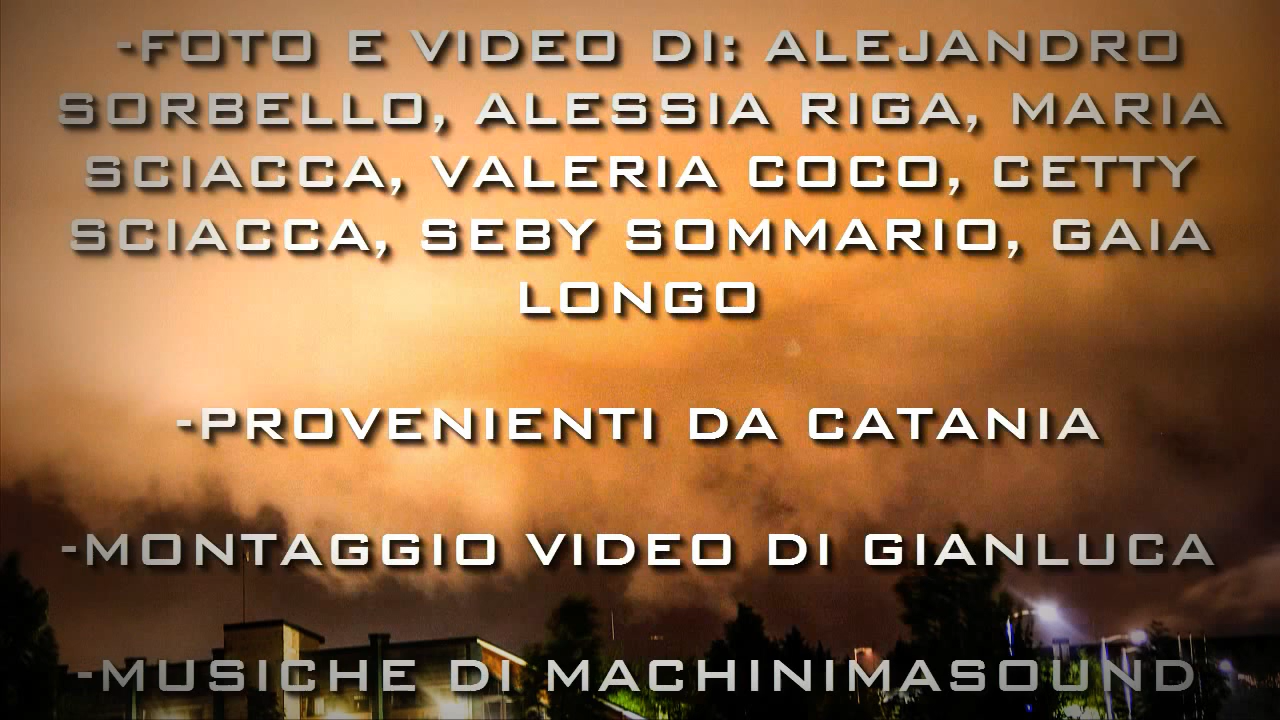 -FOTO E VIDEO DI: ALEJANDRO
SORBELLO, ALESSIA RIGA, MARIA
SCIACCA, VALERIA COCO, CETTY
SCIACCA, SEBY SOMMARIO, GAIA
LONGO
-PROVENIENTI DA CATANIA
-MONTAGGIO VIDEO DI GIANLUCA
-MUSICHE DI MACHINIMASOUND